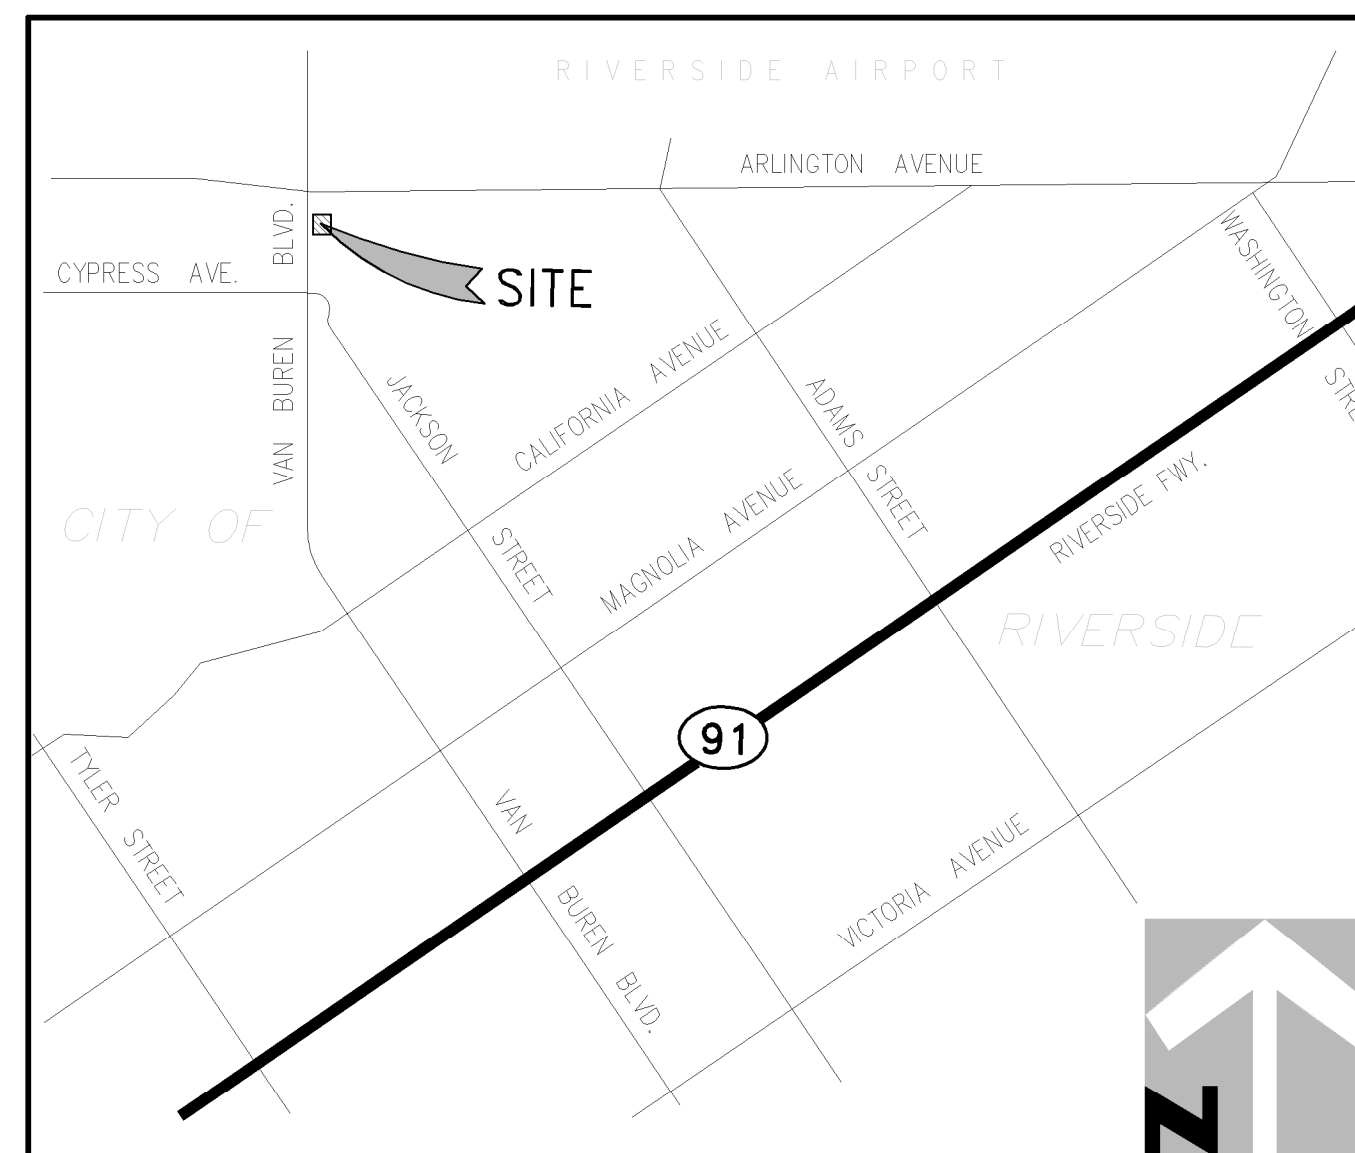 RIVERSIDE AIRPORT
ARLINGTON AVENUE
BLVD.
WASHINGTON
CYPRESS AVE.
SITE
VAN BUREN
CALIFORNIA AVENUE
JACKSON
ADAMS
STRE
MAGNOLIA AVENUE
STREET
RIVERSIDE FWY.
CITY OF
STREET
RIVERSIDE
91
TYLER STREET
VAN
VICTORIA AVENUE
BUREN BLVD.
N